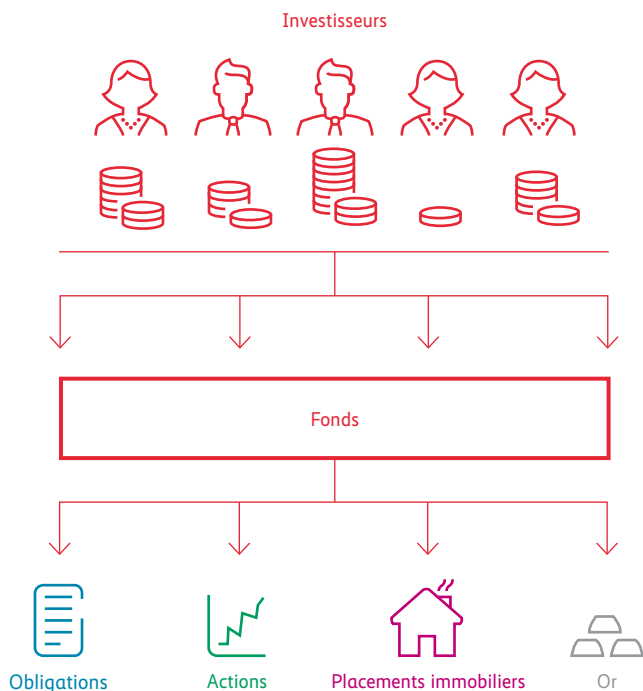 Investisseurs
Fonds
Obligations
Actions
Placements immobiliers
Or